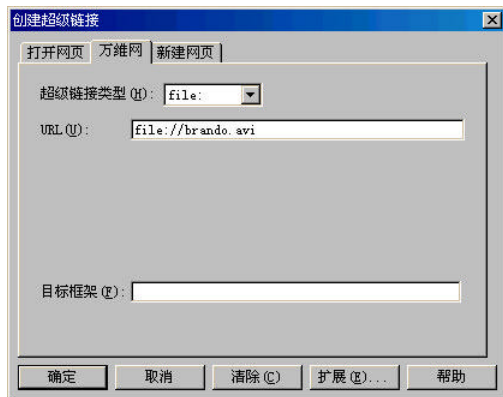 创建超级链接
打开网页 万维网 新建网页
超级链接类型(H): file:
URL(U): file://brando.avi
目标框架(F):
确定 取消 清除(C) 扩展(E)... 帮助